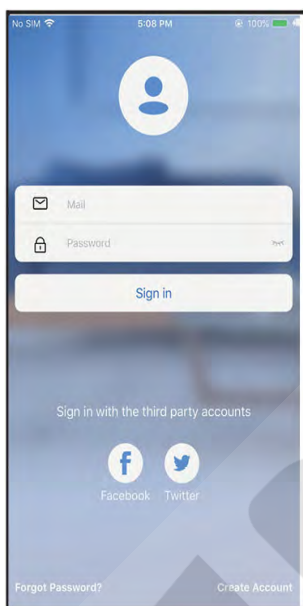 No SIM 5:08 PM 100%
Mail
Password
Sign in
Sign in with the third party accounts
Facebook Twitter
Forgot Password? Create Account